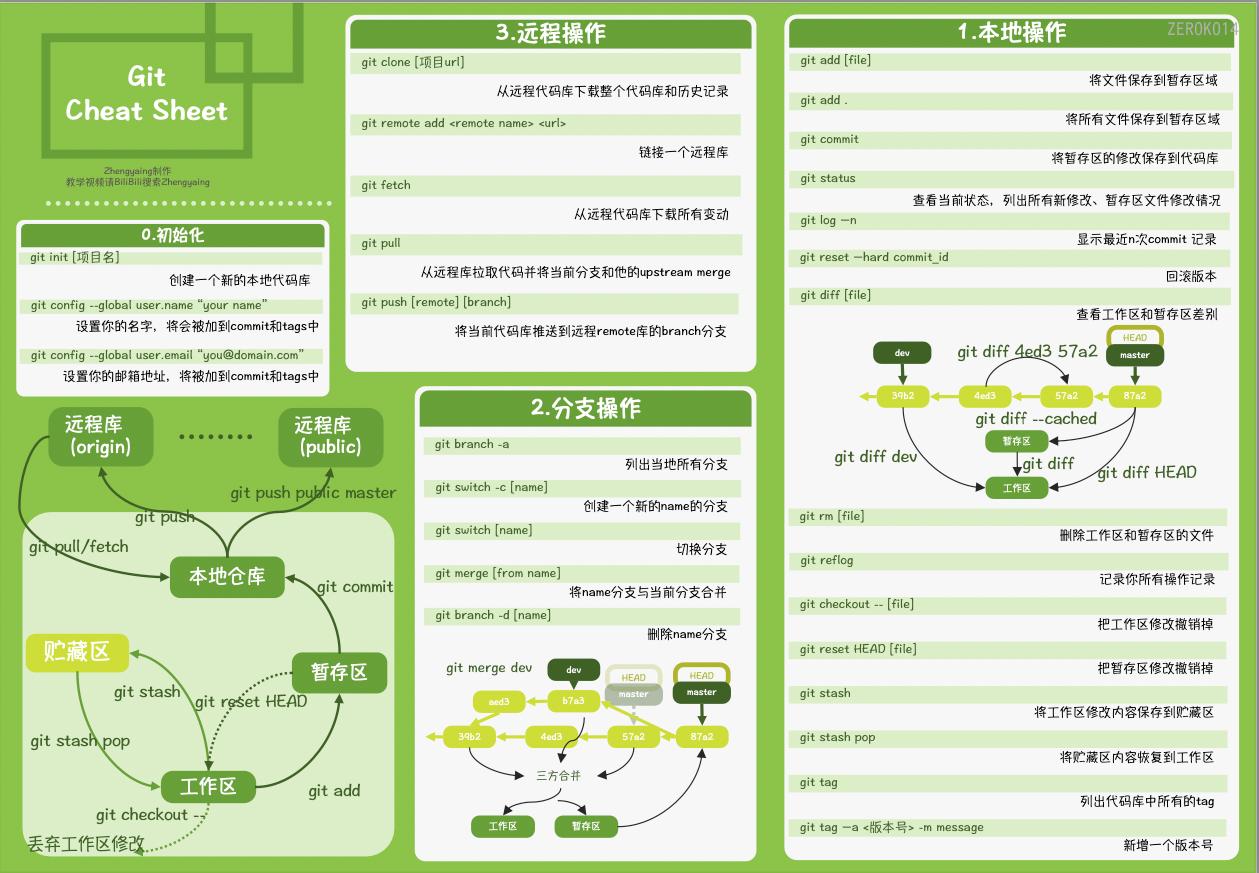 Git
Cheat Sheet
Zhengyaing制作
教学视频请BiliBili搜索Zhengyaing
0.初始化
git init [项目名]
创建一个新的本地代码库
git config --global user.name “your name”
设置你的名字，将会被加到commit和tags中
git config --global user.email “you@domain.com”
设置你的邮箱地址，将被加到commit和tags中
远程库
(origin)
远程库
(public)
git push public master
git push
git pull/fetch
本地仓库
git commit
贮藏区
暂存区
git stash
git reset HEAD
git stash pop
工作区
git add
git checkout --
丢弃工作区修改
3.远程操作
git clone [项目url]
从远程代码库下载整个代码库和历史记录
git remote add <remote name> <url>
链接一个远程库
git fetch
从远程代码库下载所有变动
git pull
从远程库拉取代码并将当前分支和他的upstream merge
git push [remote] [branch]
将当前代码库推送到远程remote库的branch分支
2.分支操作
git branch -a
列出当地所有分支
git switch -c [name]
创建一个新的name的分支
git switch [name]
切换分支
git merge [from name]
将name分支与当前分支合并
git branch -d [name]
删除name分支
git merge dev
dev
HEAD
master
HEAD
master
aed3
b7a3
39b2
4ed3
57a2
87a2
三方合并
工作区
暂存区
1.本地操作
ZEROKO14
git add [file]
将文件保存到暂存区域
git add .
将所有文件保存到暂存区域
git commit
将暂存区的修改保存到代码库
git status
查看当前状态，列出所有新修改、暂存区文件修改情况
git log —n
显示最近n次commit 记录
git reset —hard commit_id
回滚版本
git diff [file]
查看工作区和暂存区差别
dev
git diff 4ed3 57a2
HEAD
master
39b2
4ed3
57a2
87a2
git diff --cached
暂存区
git diff dev
git diff
git diff HEAD
工作区
git rm [file]
删除工作区和暂存区的文件
git reflog
记录你所有操作记录
git checkout -- [file]
把工作区修改撤销掉
git reset HEAD [file]
把暂存区修改撤销掉
git stash
将工作区修改内容保存到贮藏区
git stash pop
将贮藏区内容恢复到工作区
git tag
列出代码库中所有的tag
git tag —a <版本号> -m message
新增一个版本号